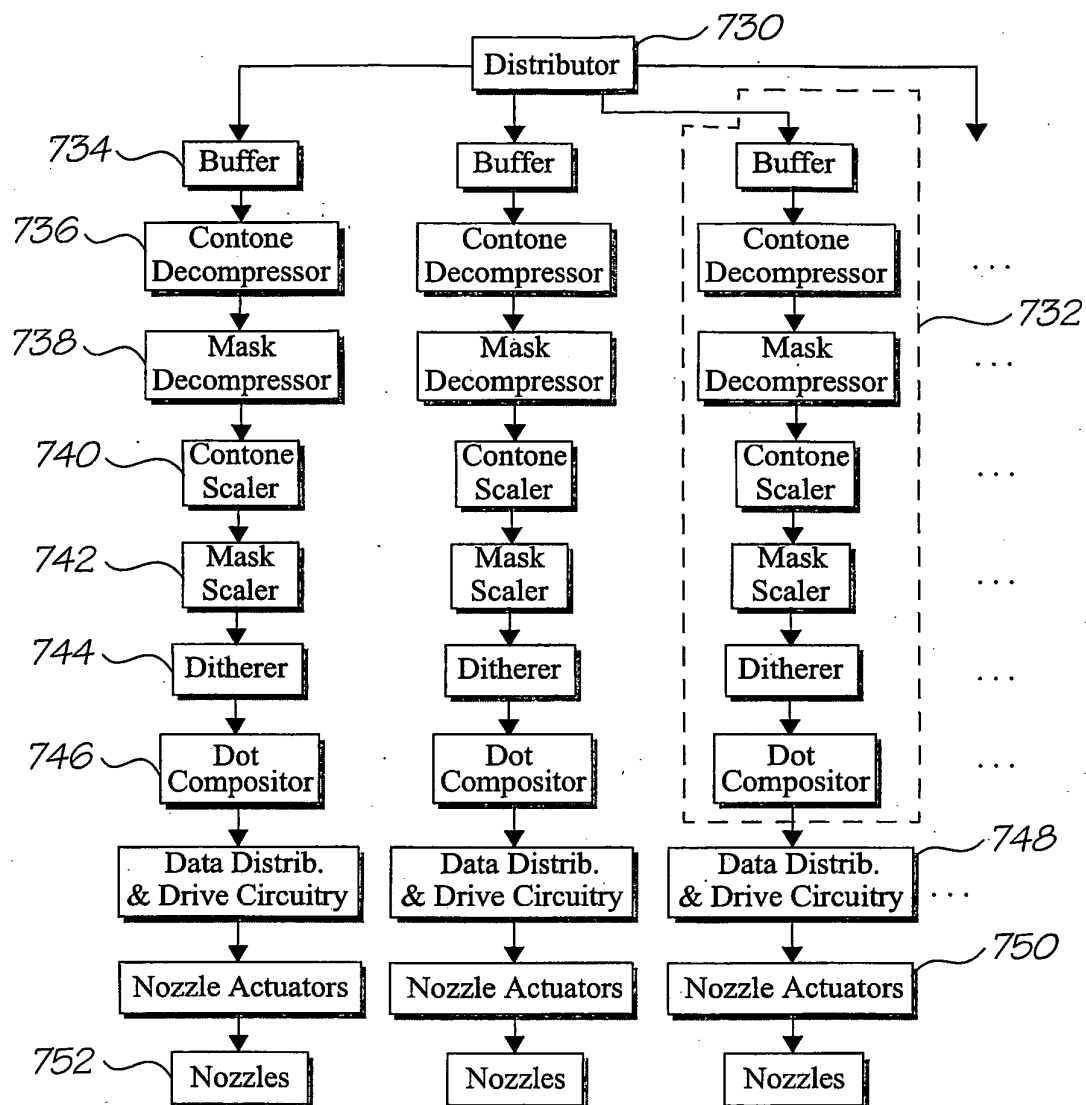 730
Distributor
734
Buffer
Buffer
Buffer
736
Contone
Decompressor
Contone
Decompressor
Contone
Decompressor
...
732
738
Mask
Decompressor
Mask
Decompressor
Mask
Decompressor
...
740
Contone
Scaler
Contone
Scaler
Contone
Scaler
...
742
Mask
Scaler
Mask
Scaler
Mask
Scaler
...
744
Ditherer
Ditherer
Ditherer
...
746
Dot
Compositor
Dot
Compositor
Dot
Compositor
...
Data Distrib.
& Drive Circuitry
Data Distrib.
& Drive Circuitry
Data Distrib.
& Drive Circuitry
748
...
Nozzle Actuators
Nozzle Actuators
Nozzle Actuators
750
752
Nozzles
Nozzles
Nozzles